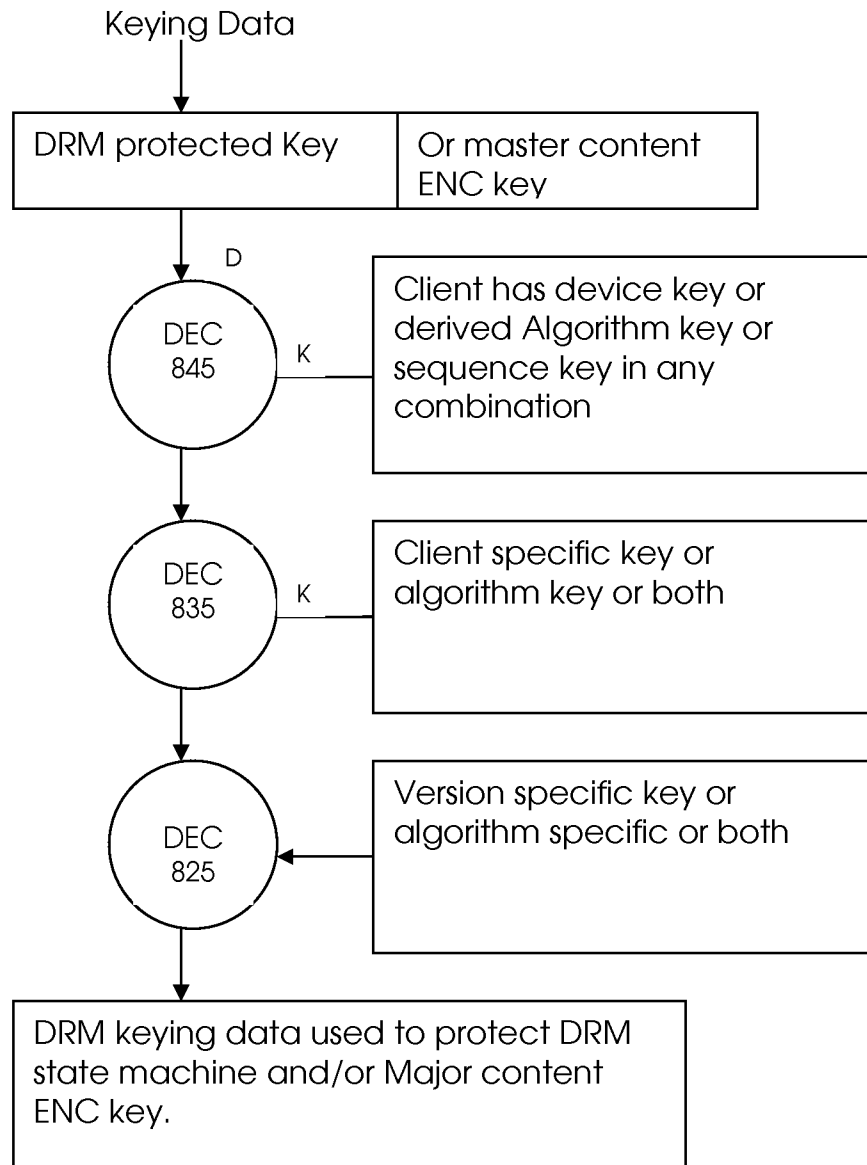 Keying Data
DRM protected Key
Or master content
ENC key
D
DEC
845
K
Client has device key or
derived Algorithm key or
sequence key in any
combination
DEC
835
K
Client specific key or
algorithm key or both
DEC
825
Version specific key or
algorithm specific or both
DRM keying data used to protect DRM
state machine and/or Major content
ENC key.